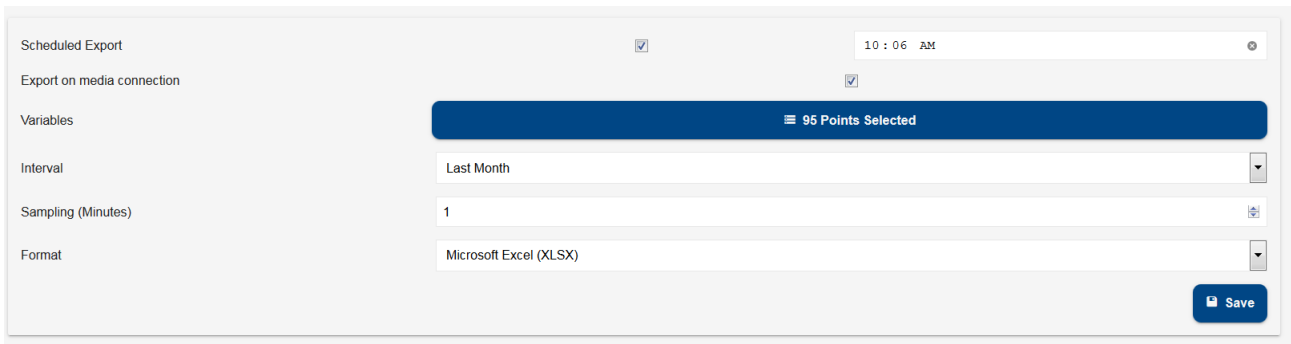 Scheduled Export 10:06 AM
Export on media connection
Variables 95 Points Selected
Interval Last Month
Sampling (Minutes) 1
Format Microsoft Excel (XLSX)
Save